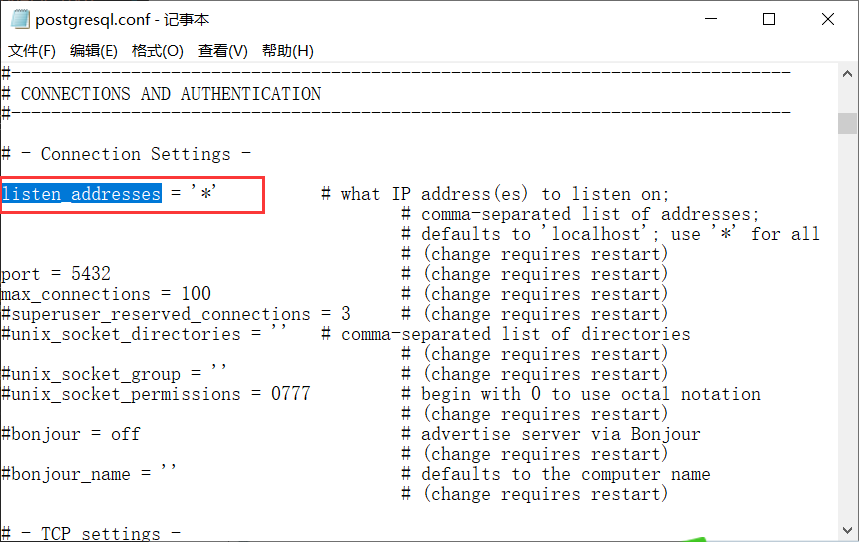 postgresql.conf - 记事本
文件(F) 编辑(E) 格式(O) 查看(V) 帮助(H)
#------------------------------------------------------------------------------
# CONNECTIONS AND AUTHENTICATION
#------------------------------------------------------------------------------
# - Connection Settings -
listen_addresses = '*' # what IP address(es) to listen on;
# comma-separated list of addresses;
# defaults to 'localhost'; use '*' for all
# (change requires restart)
port = 5432 # (change requires restart)
max_connections = 100 # (change requires restart)
#superuser_reserved_connections = 3 # (change requires restart)
#unix_socket_directories = '' # comma-separated list of directories
# (change requires restart)
#unix_socket_group = '' # (change requires restart)
#unix_socket_permissions = 0777 # begin with 0 to use octal notation
# (change requires restart)
#bonjour = off # advertise server via Bonjour
# (change requires restart)
#bonjour_name = '' # defaults to the computer name
# (change requires restart)
# - TCP settings -